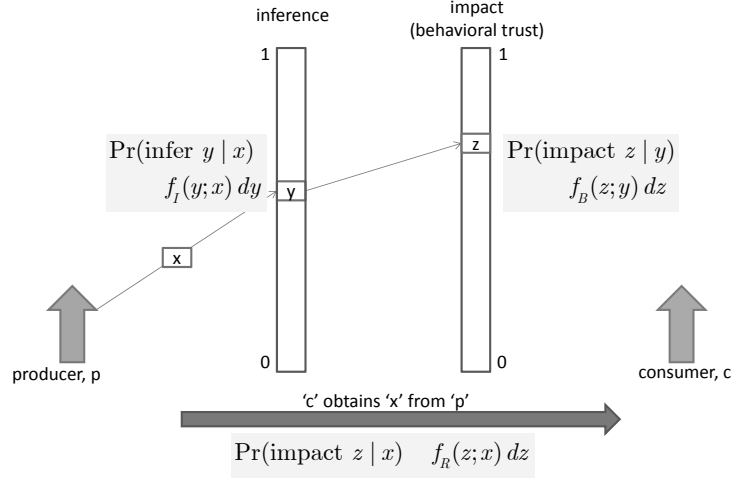 inference
impact
(behavioral trust)
1
1
Pr(infer y | x)
f_I(y; x) dy
z
Pr(impact z | y)
f_B(z; y) dz
y
x
0
0
producer, p
consumer, c
‘c’ obtains ‘x’ from ‘p’
Pr(impact z | x) f_R(z; x) dz